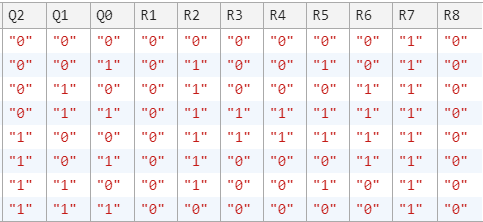 Q2 Q1 Q0 R1 R2 R3 R4 R5 R6 R7 R8
"0" "0" "0" "0" "0" "0" "0" "0" "0" "1" "0"
"0" "0" "1" "0" "1" "0" "0" "1" "0" "1" "0"
"0" "1" "0" "0" "1" "0" "0" "0" "1" "1" "0"
"0" "1" "1" "0" "1" "1" "1" "1" "1" "1" "0"
"1" "0" "0" "0" "1" "1" "1" "1" "1" "1" "0"
"1" "0" "1" "0" "1" "0" "0" "0" "1" "1" "0"
"1" "1" "0" "0" "1" "0" "0" "1" "0" "1" "0"
"1" "1" "1" "0" "0" "0" "0" "0" "0" "1" "0"